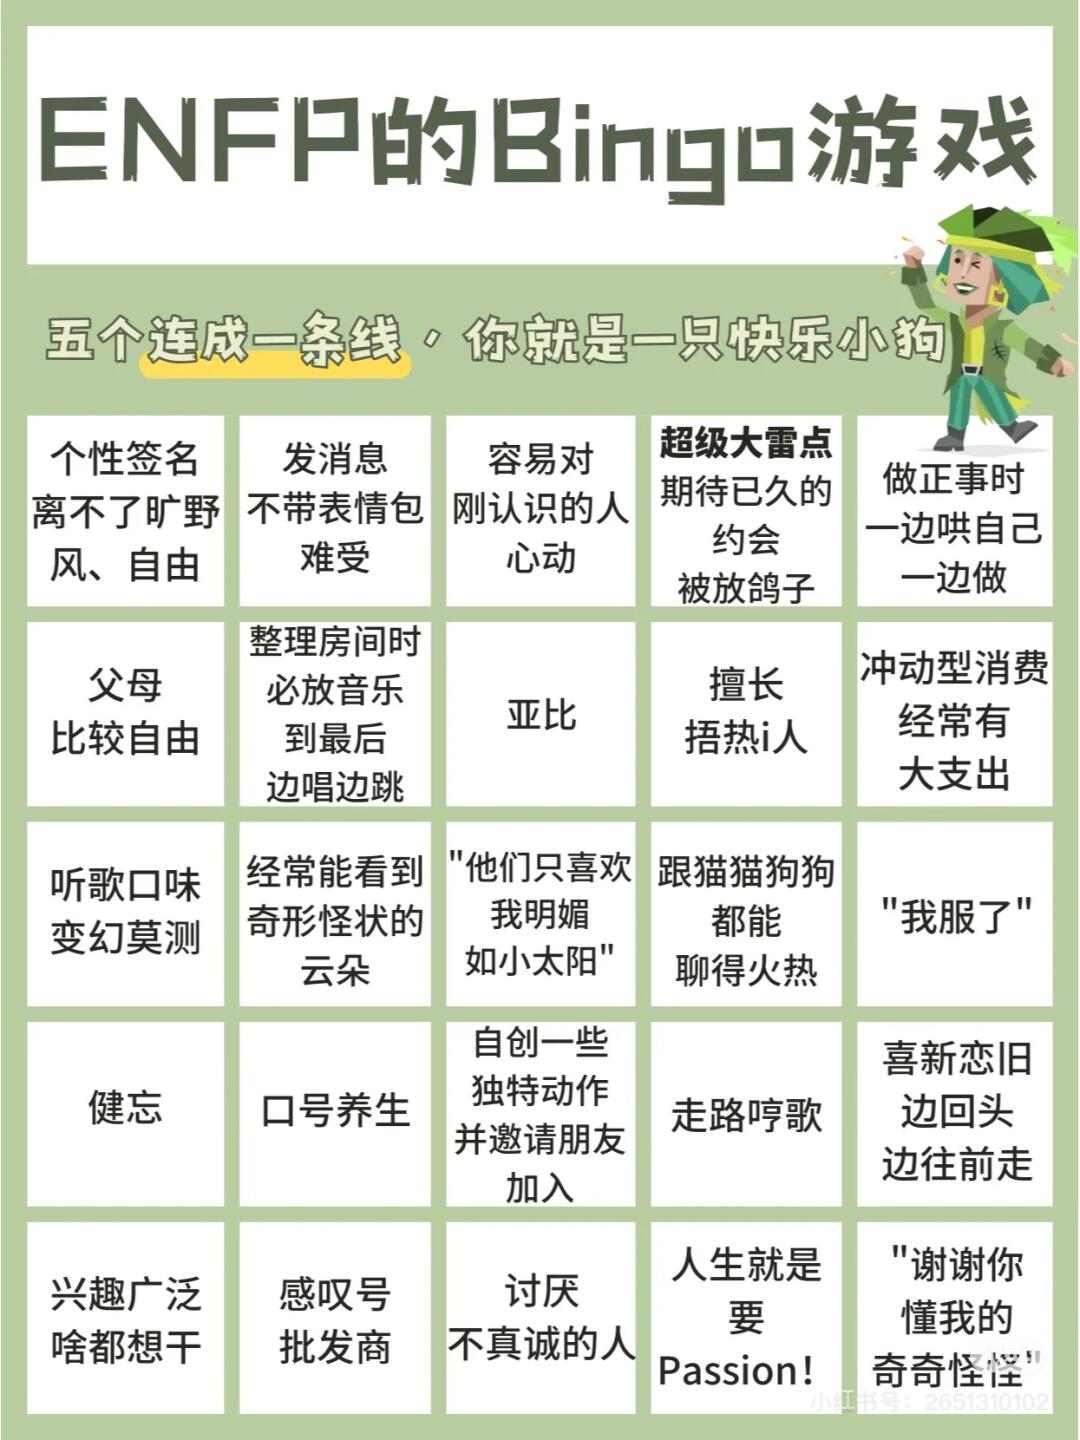 ENFP的Bingo游戏
五个连成一条线，你就是一只快乐小狗
个性签名
离不了旷野
风、自由
发消息
不带表情包
难受
容易对
刚认识的人
心动
超级大雷点
期待已久的
约会
被放鸽子
做正事时
一边哄自己
一边做
父母
比较自由
整理房间时
必放音乐
到最后
边唱边跳
亚比
擅长
捂热i人
冲动型消费
经常有
大支出
听歌口味
变幻莫测
经常能看到
奇形怪状的
云朵
"他们只喜欢
我明媚
如小太阳"
跟猫猫狗狗
都能
聊得火热
"我服了"
健忘
口号养生
自创一些
独特动作
并邀请朋友
加入
走路哼歌
喜新恋旧
边回头
边往前走
兴趣广泛
啥都想干
感叹号
批发商
讨厌
不真诚的人
人生就是
要
Passion!
"谢谢你
懂我的
奇奇怪怪"
小红书号：2651310102